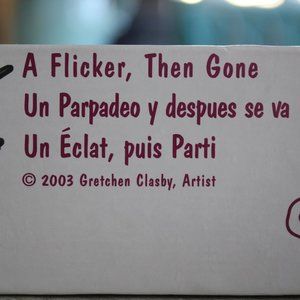 A Flicker, Then Gone
Un Parpadeo y despues se va
Un Éclat, puis Parti
© 2003 Gretchen Clasby, Artist